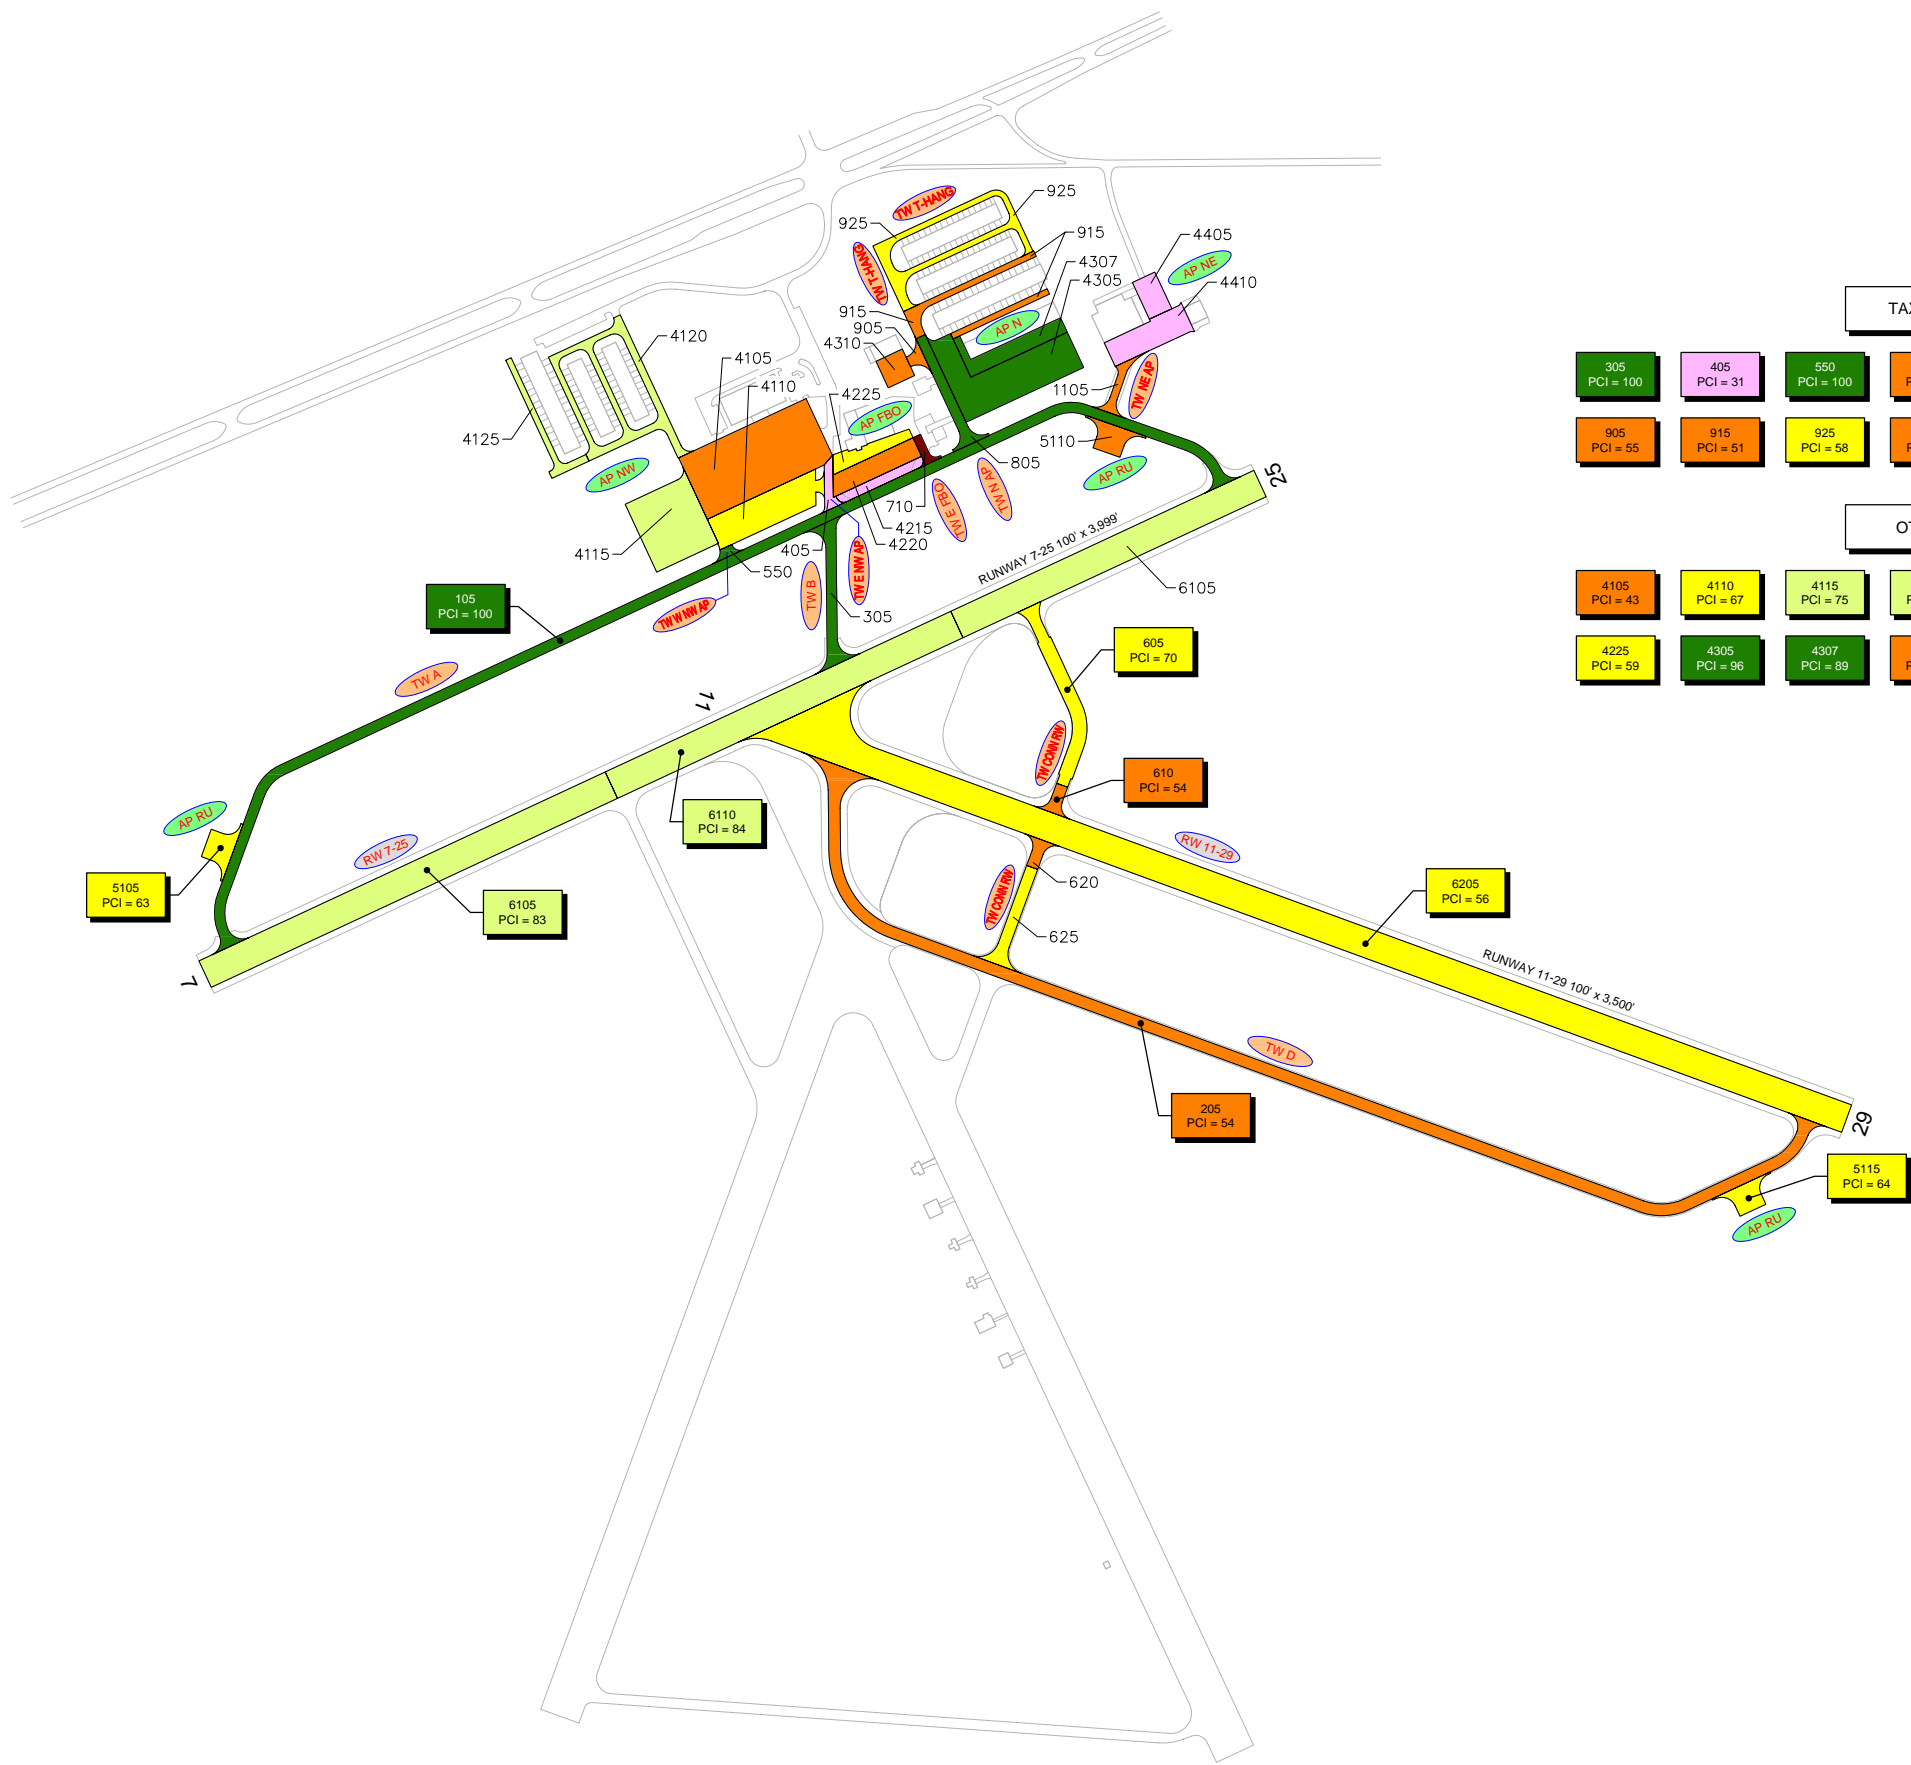 925
TW T-HANG
925
915
4405
AP NE
TW T-HANG
4307
4305
4410
TAX
915
AP N
905
4310
4120
4105
4110
4225
1105
TW NE AP
305
PCI = 100
405
PCI = 31
550
PCI = 100
AP FBO
4125
5110
905
PCI = 55
915
PCI = 51
925
PCI = 58
AP NW
805
AP RU
25
710
TW E FBO
TW N AP
4215
4220
4115
405
550
RUNWAY 7-25 100' x 3,999'
TW B
TW E NW AP
6105
4105
PCI = 43
4110
PCI = 67
4115
PCI = 75
105
PCI = 100
TW W NW AP
305
605
PCI = 70
4225
PCI = 59
4305
PCI = 96
4307
PCI = 89
TW A
11
TW CONN RW
610
PCI = 54
AP RU
6110
PCI = 84
RW 7-25
RW 11-29
5105
PCI = 63
6105
PCI = 83
TW CONN RW
620
6205
PCI = 56
625
7
RUNWAY 11-29 100' x 3,500'
TW D
205
PCI = 54
29
5115
PCI = 64
AP RU